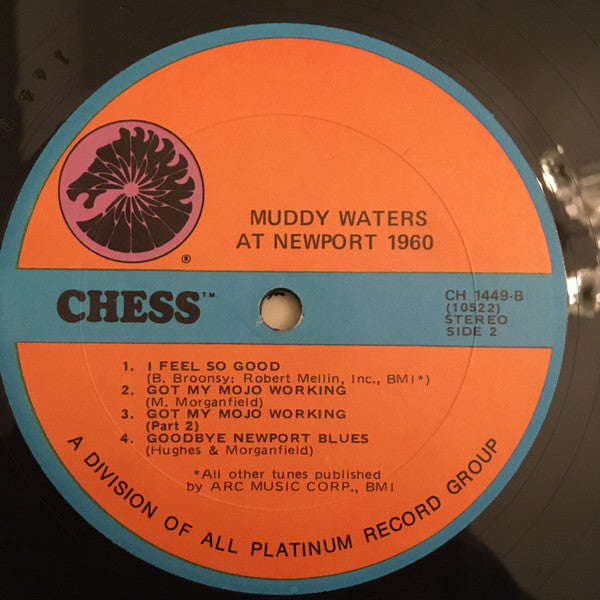 MUDDY WATERS
AT NEWPORT 1960
®
CHESS™
CH 1449-B
(10522)
STEREO
SIDE 2
1. I FEEL SO GOOD
(B. Broonsy: Robert Mellin, Inc., BMI*)
2. GOT MY MOJO WORKING
(M. Morganfield)
3. GOT MY MOJO WORKING
(Part 2)
4. GOODBYE NEWPORT BLUES
(Hughes & Morganfield)
*All other tunes published
by ARC MUSIC CORP., BMI
A DIVISION OF ALL PLATINUM RECORD GROUP